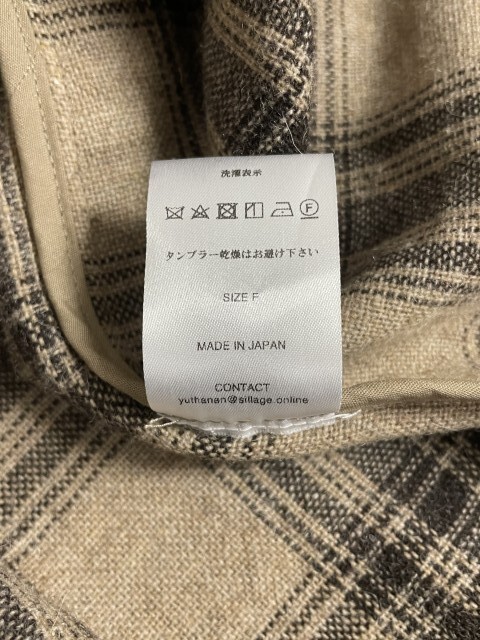 洗濯表示
タンブラー乾燥はお避け下さい
SIZE F
MADE IN JAPAN
CONTACT
yuthanan@sillage.online